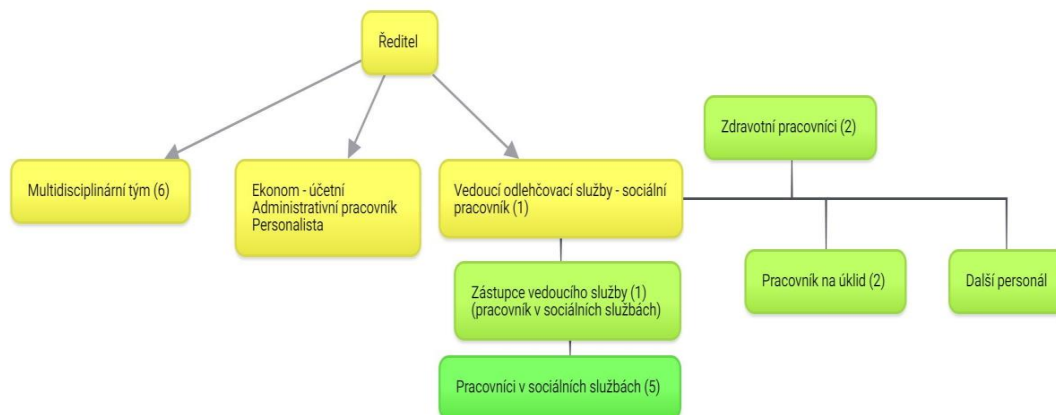 Ředitel
Zdravotní pracovníci (2)
Multidisciplinární tým (6)
Ekonom - účetní
Administrativní pracovník
Personalista
Vedoucí odlehčovací služby - sociální
pracovník (1)
Zástupce vedoucího služby (1)
(pracovník v sociálních službách)
Pracovník na úklid (2)
Další personál
Pracovníci v sociálních službách (5)